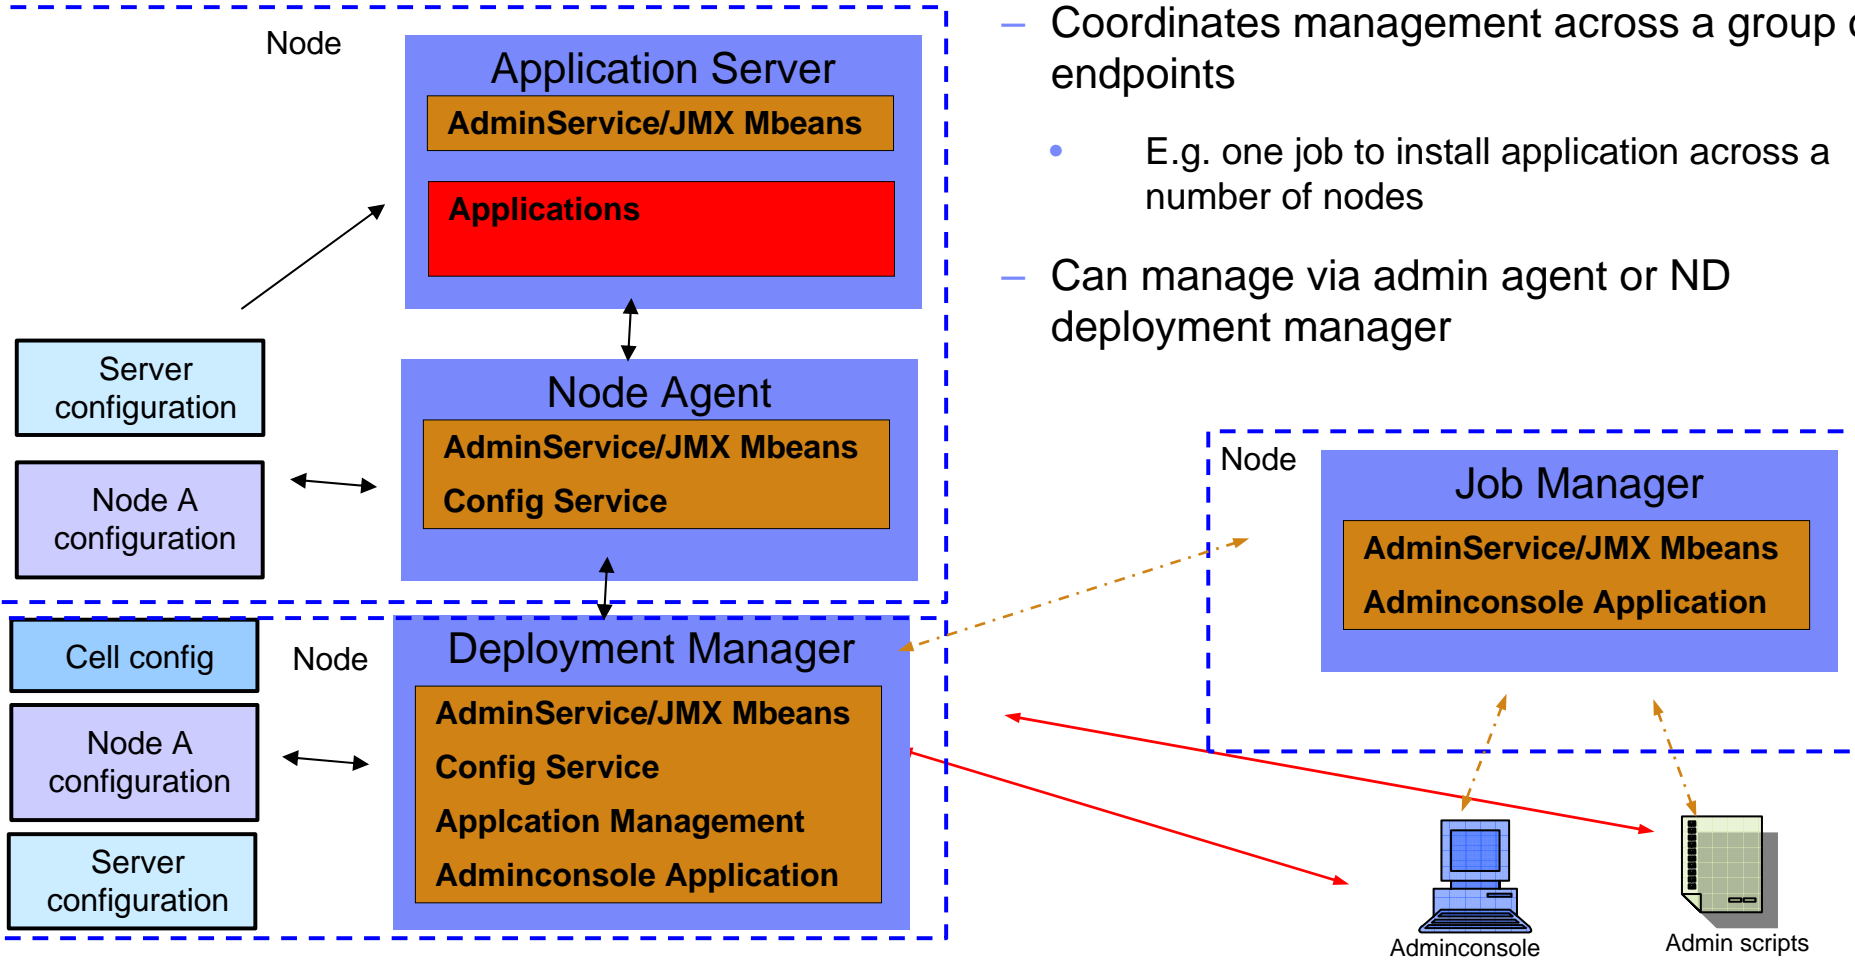 Node
Application Server
AdminService/JMX Mbeans
Applications
Server
configuration
Node A
configuration
Node Agent
AdminService/JMX Mbeans
Config Service
Cell config
Node
Node A
configuration
Server
configuration
Deployment Manager
AdminService/JMX Mbeans
Config Service
Applcation Management
Adminconsole Application
– Coordinates management across a group
endpoints
• E.g. one job to install application across a
number of nodes
– Can manage via admin agent or ND
deployment manager
Node
Job Manager
AdminService/JMX Mbeans
Adminconsole Application
Adminconsole
Admin scripts